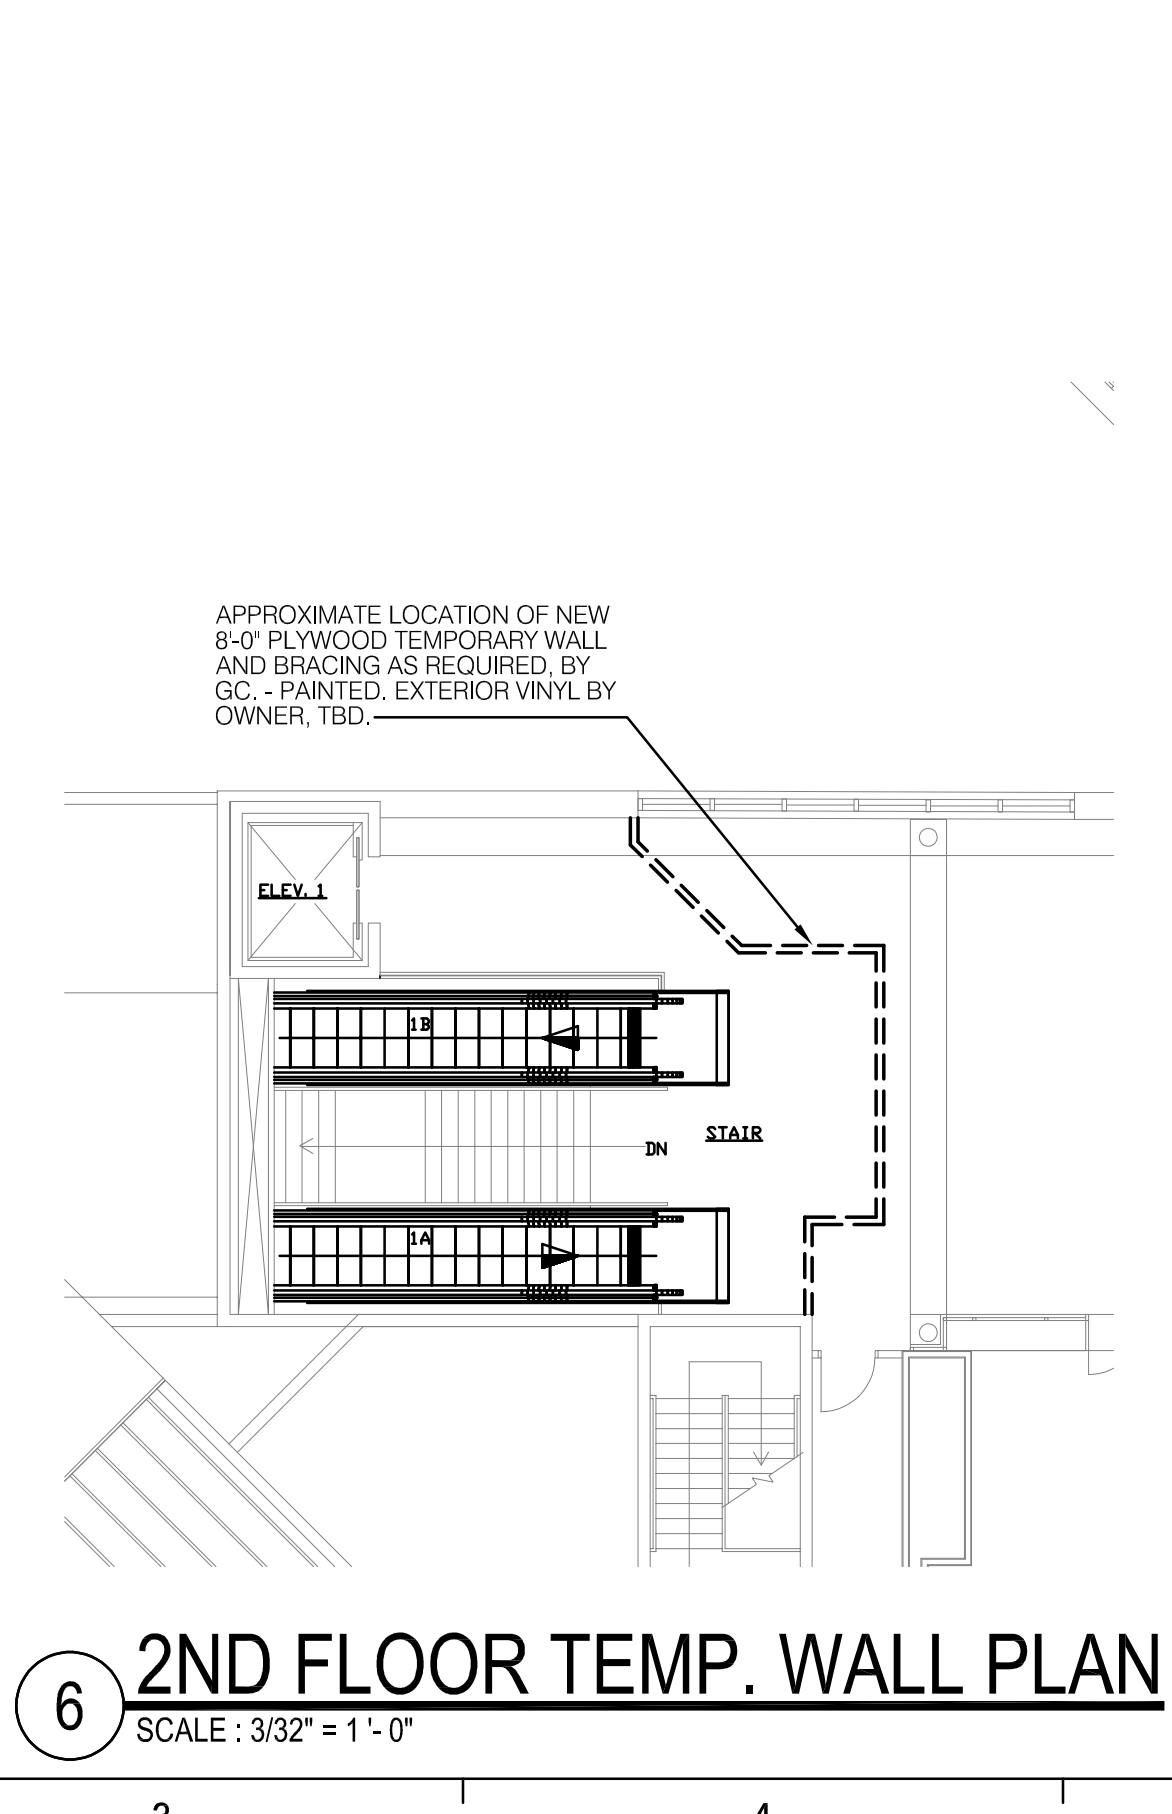 APPROXIMATE LOCATION OF NEW
8'-0" PLYWOOD TEMPORARY WALL
AND BRACING AS REQUIRED, BY
GC. - PAINTED. EXTERIOR VINYL BY
OWNER, TBD.
ELEV. 1
1B
STAIR
DN
1A
6
2ND FLOOR TEMP. WALL PLAN
SCALE : 3/32" = 1 '- 0"
4